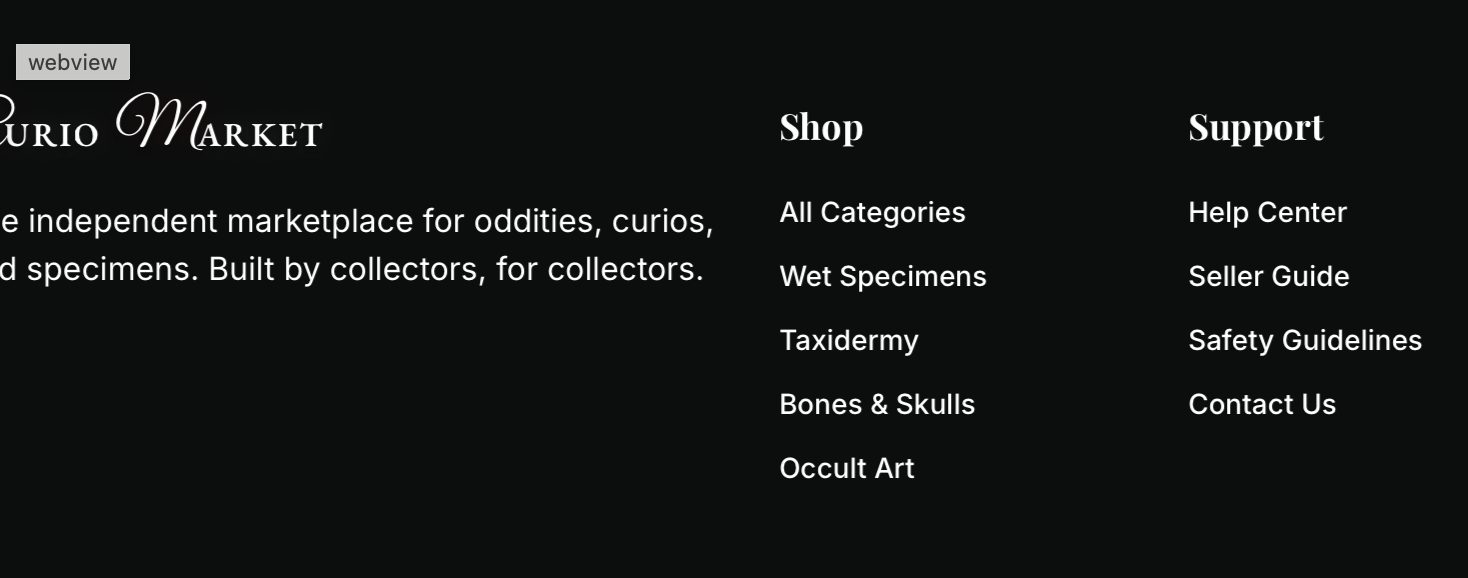 webview
Curio Market
e independent marketplace for oddities, curios,
d specimens. Built by collectors, for collectors.
Shop
All Categories
Wet Specimens
Taxidermy
Bones & Skulls
Occult Art
Support
Help Center
Seller Guide
Safety Guidelines
Contact Us